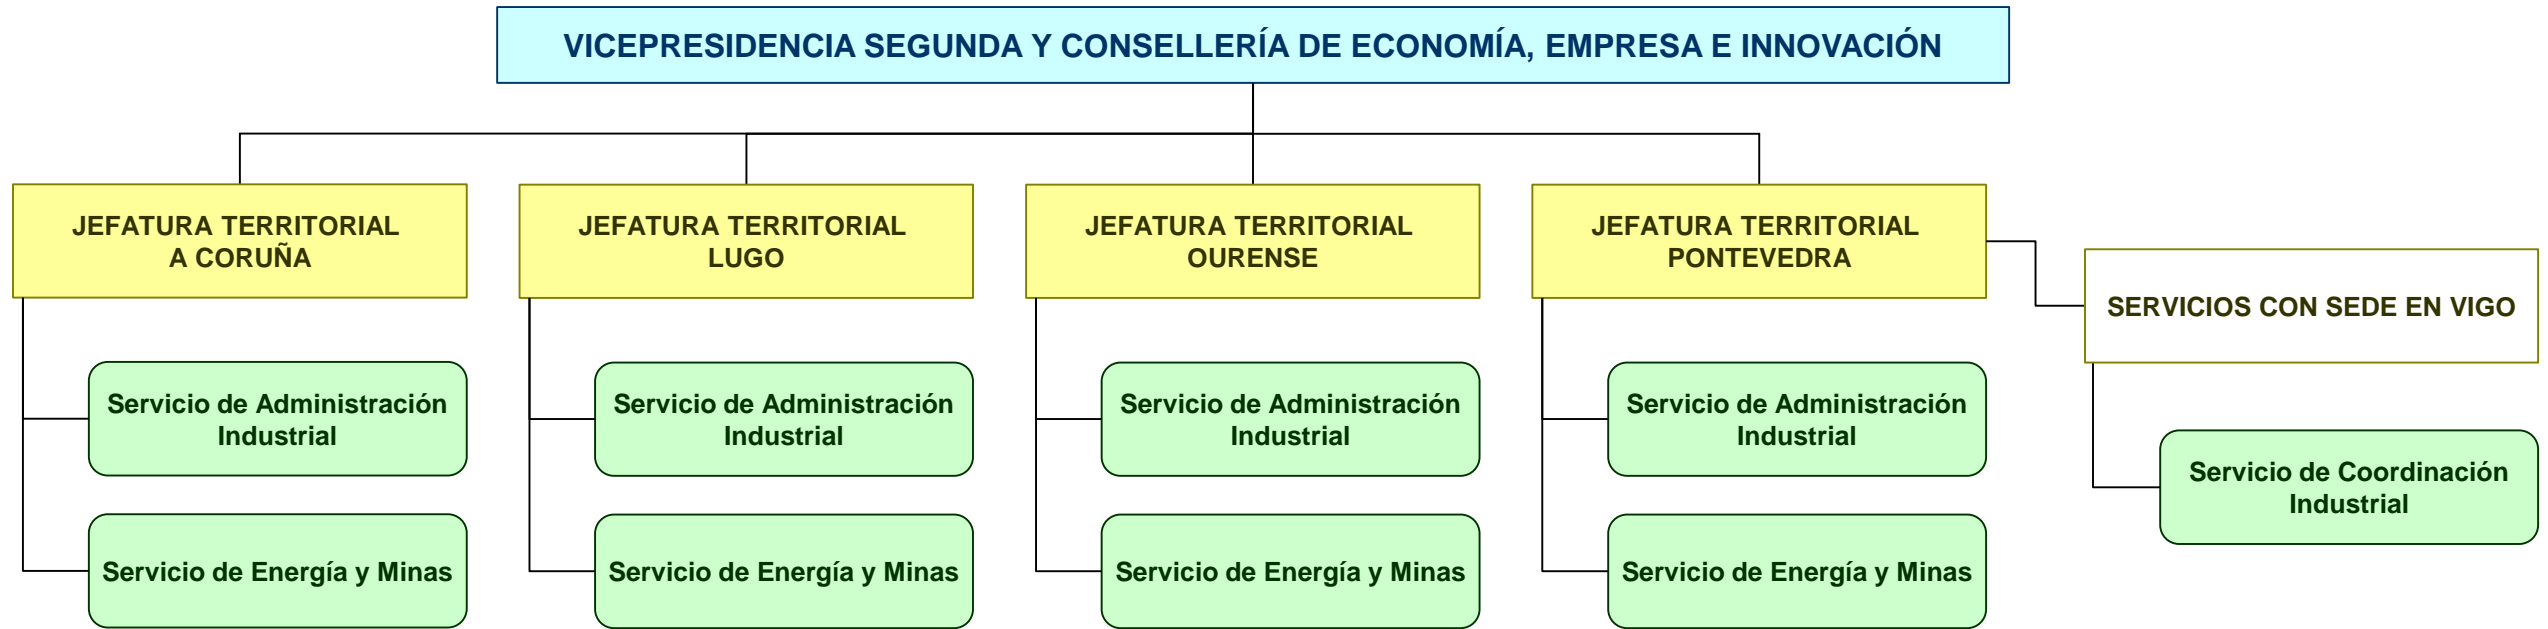 VICEPRESIDENCIA SEGUNDA Y CONSELLERÍA DE ECONOMÍA, EMPRESA E INNOVACIÓN
JEFATURA TERRITORIAL
A CORUÑA
JEFATURA TERRITORIAL
LUGO
JEFATURA TERRITORIAL
OURENSE
JEFATURA TERRITORIAL
PONTEVEDRA
SERVICIOS CON SEDE EN VIGO
Servicio de Administración
Industrial
Servicio de Administración
Industrial
Servicio de Administración
Industrial
Servicio de Administración
Industrial
Servicio de Coordinación
Industrial
Servicio de Energía y Minas
Servicio de Energía y Minas
Servicio de Energía y Minas
Servicio de Energía y Minas